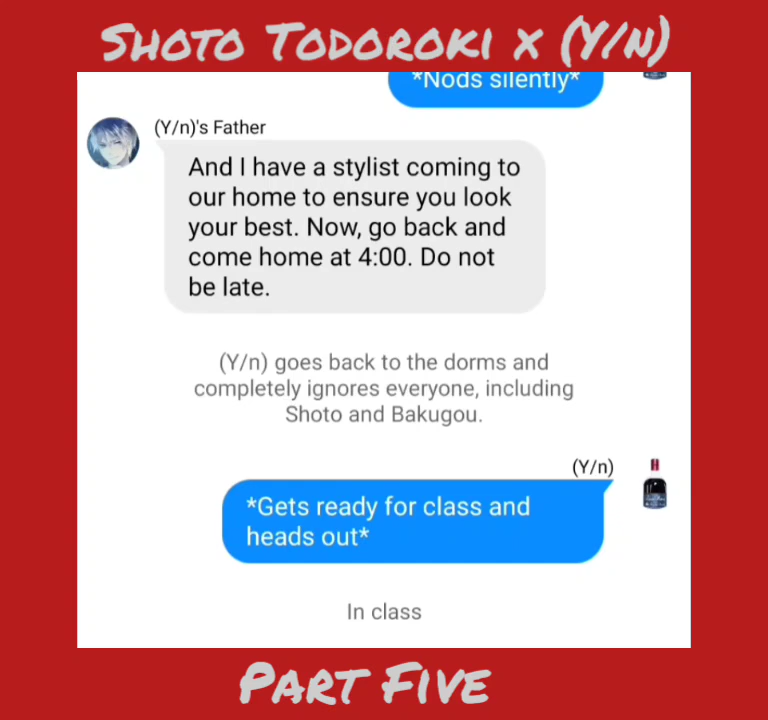 Shoto Todoroki x (Y/N)
*Nods silently*
(Y/n)'s Father
And I have a stylist coming to
our home to ensure you look
your best. Now, go back and
come home at 4:00. Do not
be late.
(Y/n) goes back to the dorms and
completely ignores everyone, including
Shoto and Bakugou.
(Y/n)
*Gets ready for class and
heads out*
In class
Part Five